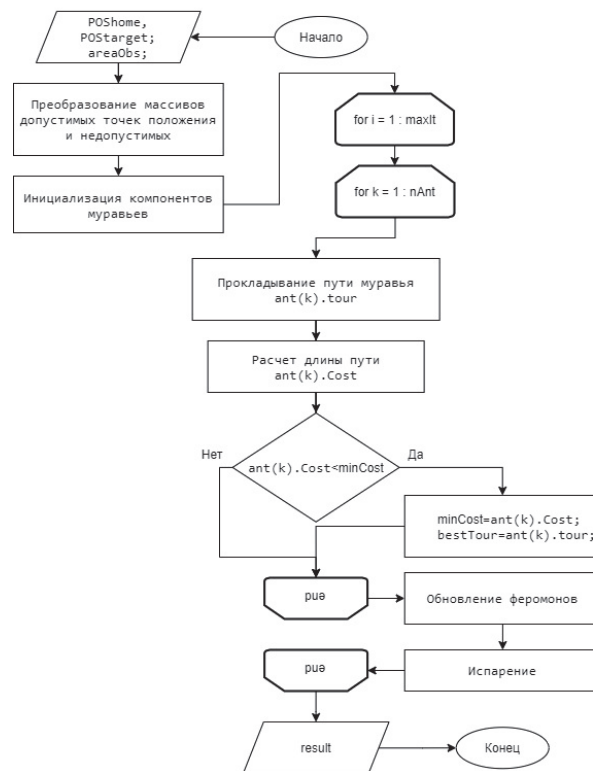 POShome,
POStarget;
areaObs;
Начало
Преобразование массивов
допустимых точек положения
и недопустимых
Инициализация компонентов
муравьев
for i = 1 : maxIt
for k = 1 : nAnt
Прокладывание пути муравья
ant(k).tour
Расчет длины пути
ant(k).Cost
Нет
ant(k).Cost<minCost
Да
minCost=ant(k).Cost;
bestTour=ant(k).tour;
end
Обновление феромонов
end
Испарение
result
Конец